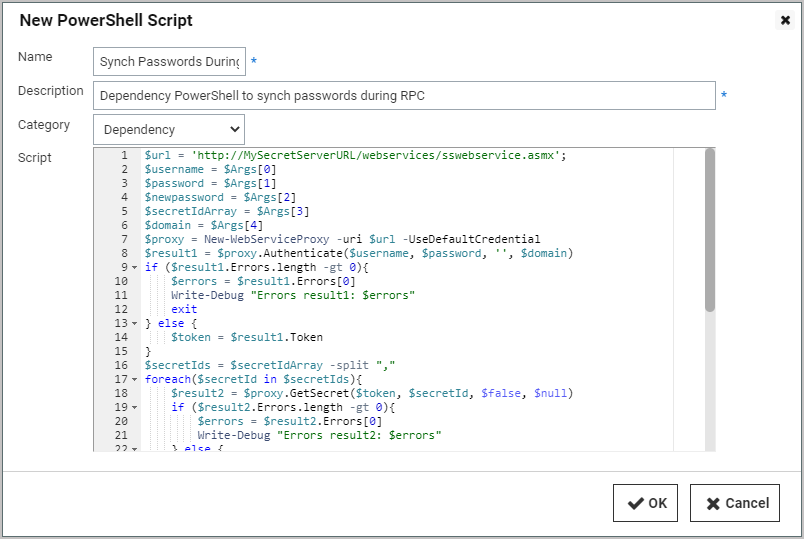 New PowerShell Script
Name
Synch Passwords During
*
Description
Dependency PowerShell to synch passwords during RPC
*
Category
Dependency
Script
1 $url = 'http://MySecretServerURL/webservices/sswebservice.asmx';
2 $username = $Args[0]
3 $password = $Args[1]
4 $newpassword = $Args[2]
5 $secretIdArray = $Args[3]
6 $domain = $Args[4]
7 $proxy = New-WebServiceProxy -uri $url -UseDefaultCredential
8 $result1 = $proxy.Authenticate($username, $password, '', $domain)
9 if ($result1.Errors.length -gt 0){
10 $errors = $result1.Errors[0]
11 Write-Debug "Errors result1: $errors"
12 exit
13 } else {
14 $token = $result1.Token
15 }
16 $secretIds = $secretIdArray -split ","
17 foreach($secretId in $secretIds){
18 $result2 = $proxy.GetSecret($token, $secretId, $false, $null)
19 if ($result2.Errors.length -gt 0){
20 $errors = $result2.Errors[0]
21 Write-Debug "Errors result2: $errors"
22 } else {
OK
Cancel